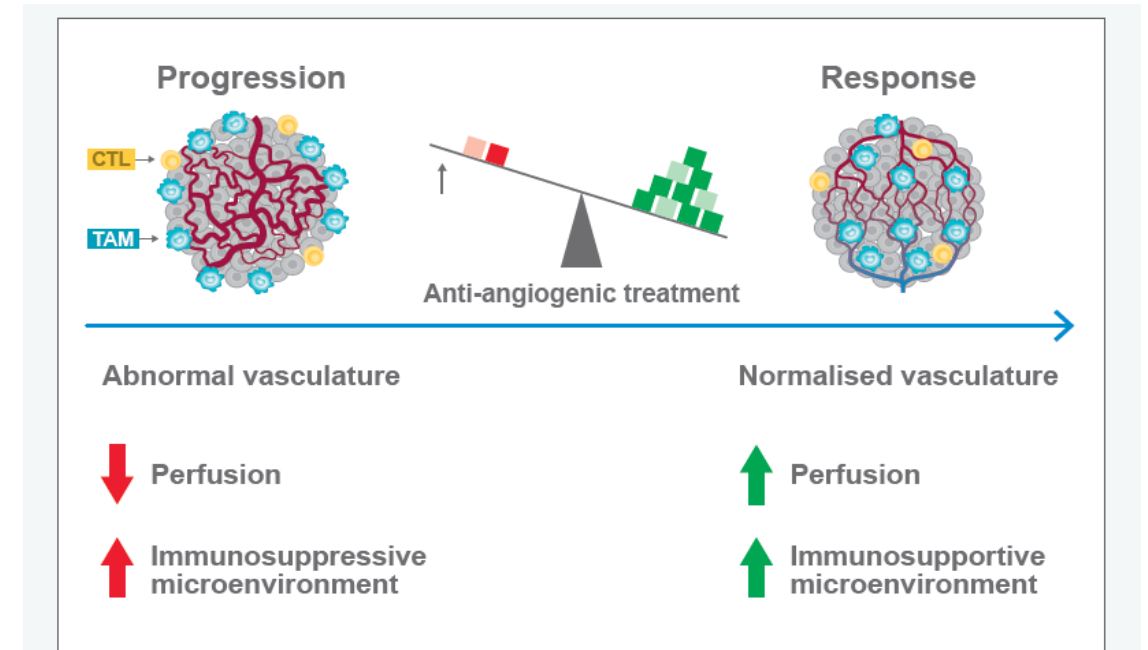 Progression
Response
CTL
TAM
Anti-angiogenic treatment
Abnormal vasculature
Normalised vasculature
Perfusion
Perfusion
Immunosuppressive
microenvironment
Immunosupportive
microenvironment